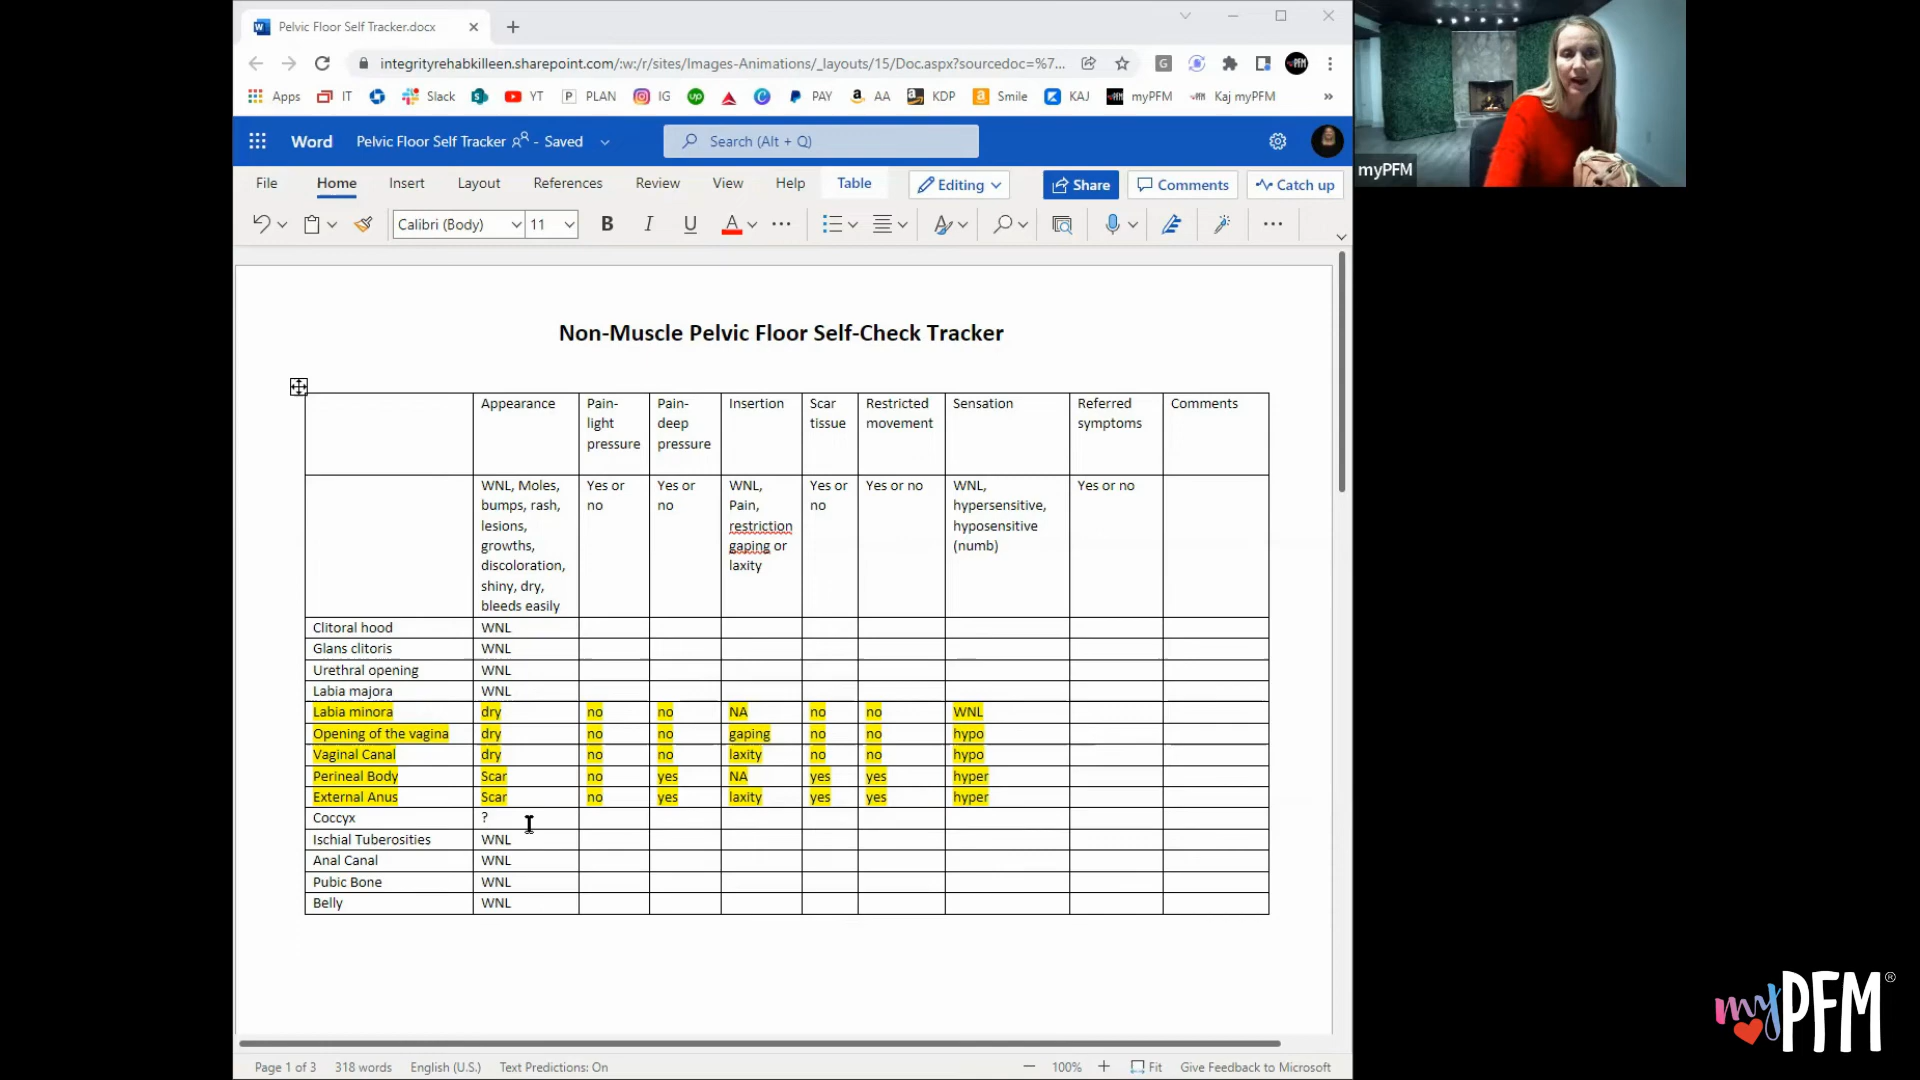 Pelvic Floor Self Tracker.docx
integrityrehabkilleen.sharepoint.com/:w:/r/sites/Images-Animations/_layouts/15/Doc.aspx?sourcedoc=%7...
Apps IT Slack YT PLAN IG PAY AA KDP Smile KAJ myPFM Kaj myPFM »
Word Pelvic Floor Self Tracker - Saved Search (Alt + Q)
myPFM
File Home Insert Layout References Review View Help Table Editing Share Comments Catch up
Calibri (Body) 11 B I U A
Non-Muscle Pelvic Floor Self-Check Tracker
Appearance Pain- Pain- Insertion Scar Restricted Sensation Referred Comments
light deep tissue movement symptoms
pressure pressure
WNL, Moles, Yes or Yes or WNL, Yes or Yes or no WNL, Yes or no
bumps, rash, no no Pain, no hypersensitive,
lesions, restriction hyposensitive
growths, gaping or (numb)
discoloration, laxity
shiny, dry,
bleeds easily
Clitoral hood WNL
Glans clitoris WNL
Urethral opening WNL
Labia majora WNL
Labia minora dry no no NA no no WNL
Opening of the vagina dry no no gaping no no hypo
Vaginal Canal dry no no laxity no no hypo
Perineal Body Scar no yes NA yes yes hyper
External Anus Scar no yes laxity yes yes hyper
Coccyx ?
Ischial Tuberosities WNL
Anal Canal WNL
Pubic Bone WNL
Belly WNL
myPFM®
Page 1 of 3 318 words English (U.S.) Text Predictions: On 100% Fit Give Feedback to Microsoft